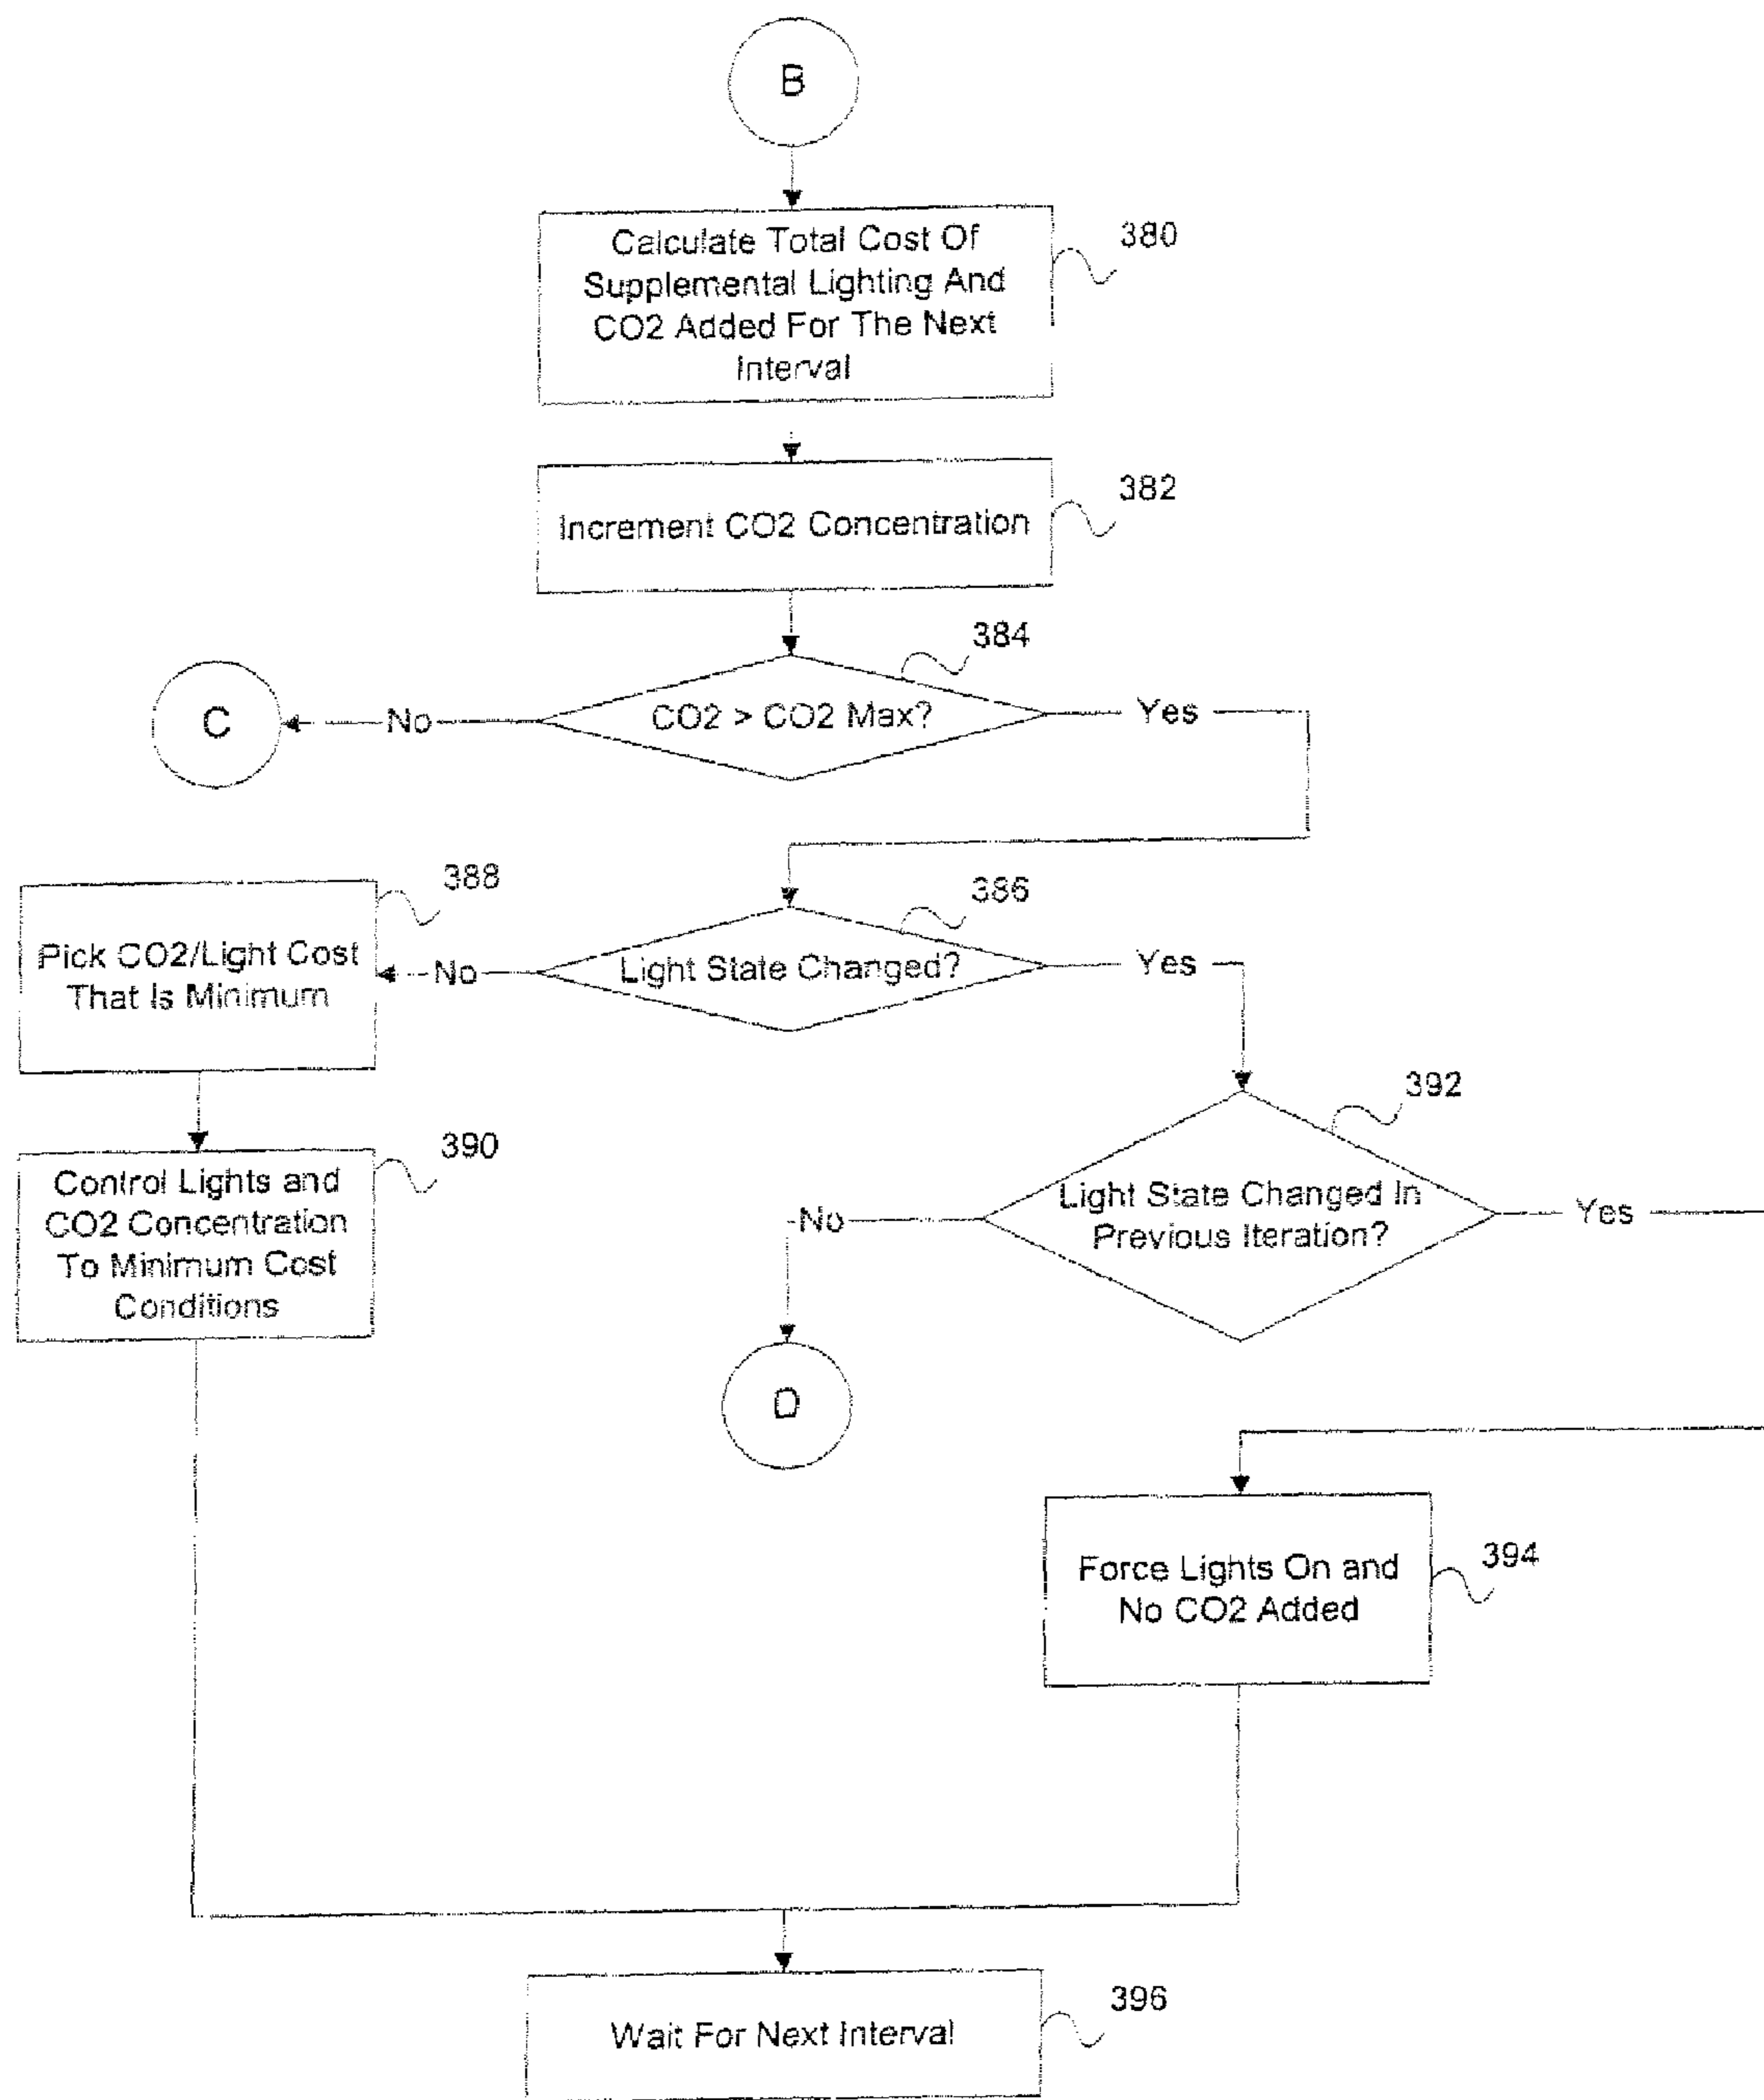 B
Calculate Total Cost Of
Supplemental Lighting And
CO2 Added For The Next
Interval
380
Increment CO2 Concentration
382
384
CO2 > CO2 Max?
No
C
Yes
386
Light State Changed?
No
Yes
388
Pick CO2/Light Cost
That Is Minimum
390
Control Lights and
CO2 Concentration
To Minimum Cost
Conditions
392
Light State Changed In
Previous Iteration?
No
Yes
D
Force Lights On and
No CO2 Added
394
Wait For Next Interval
396